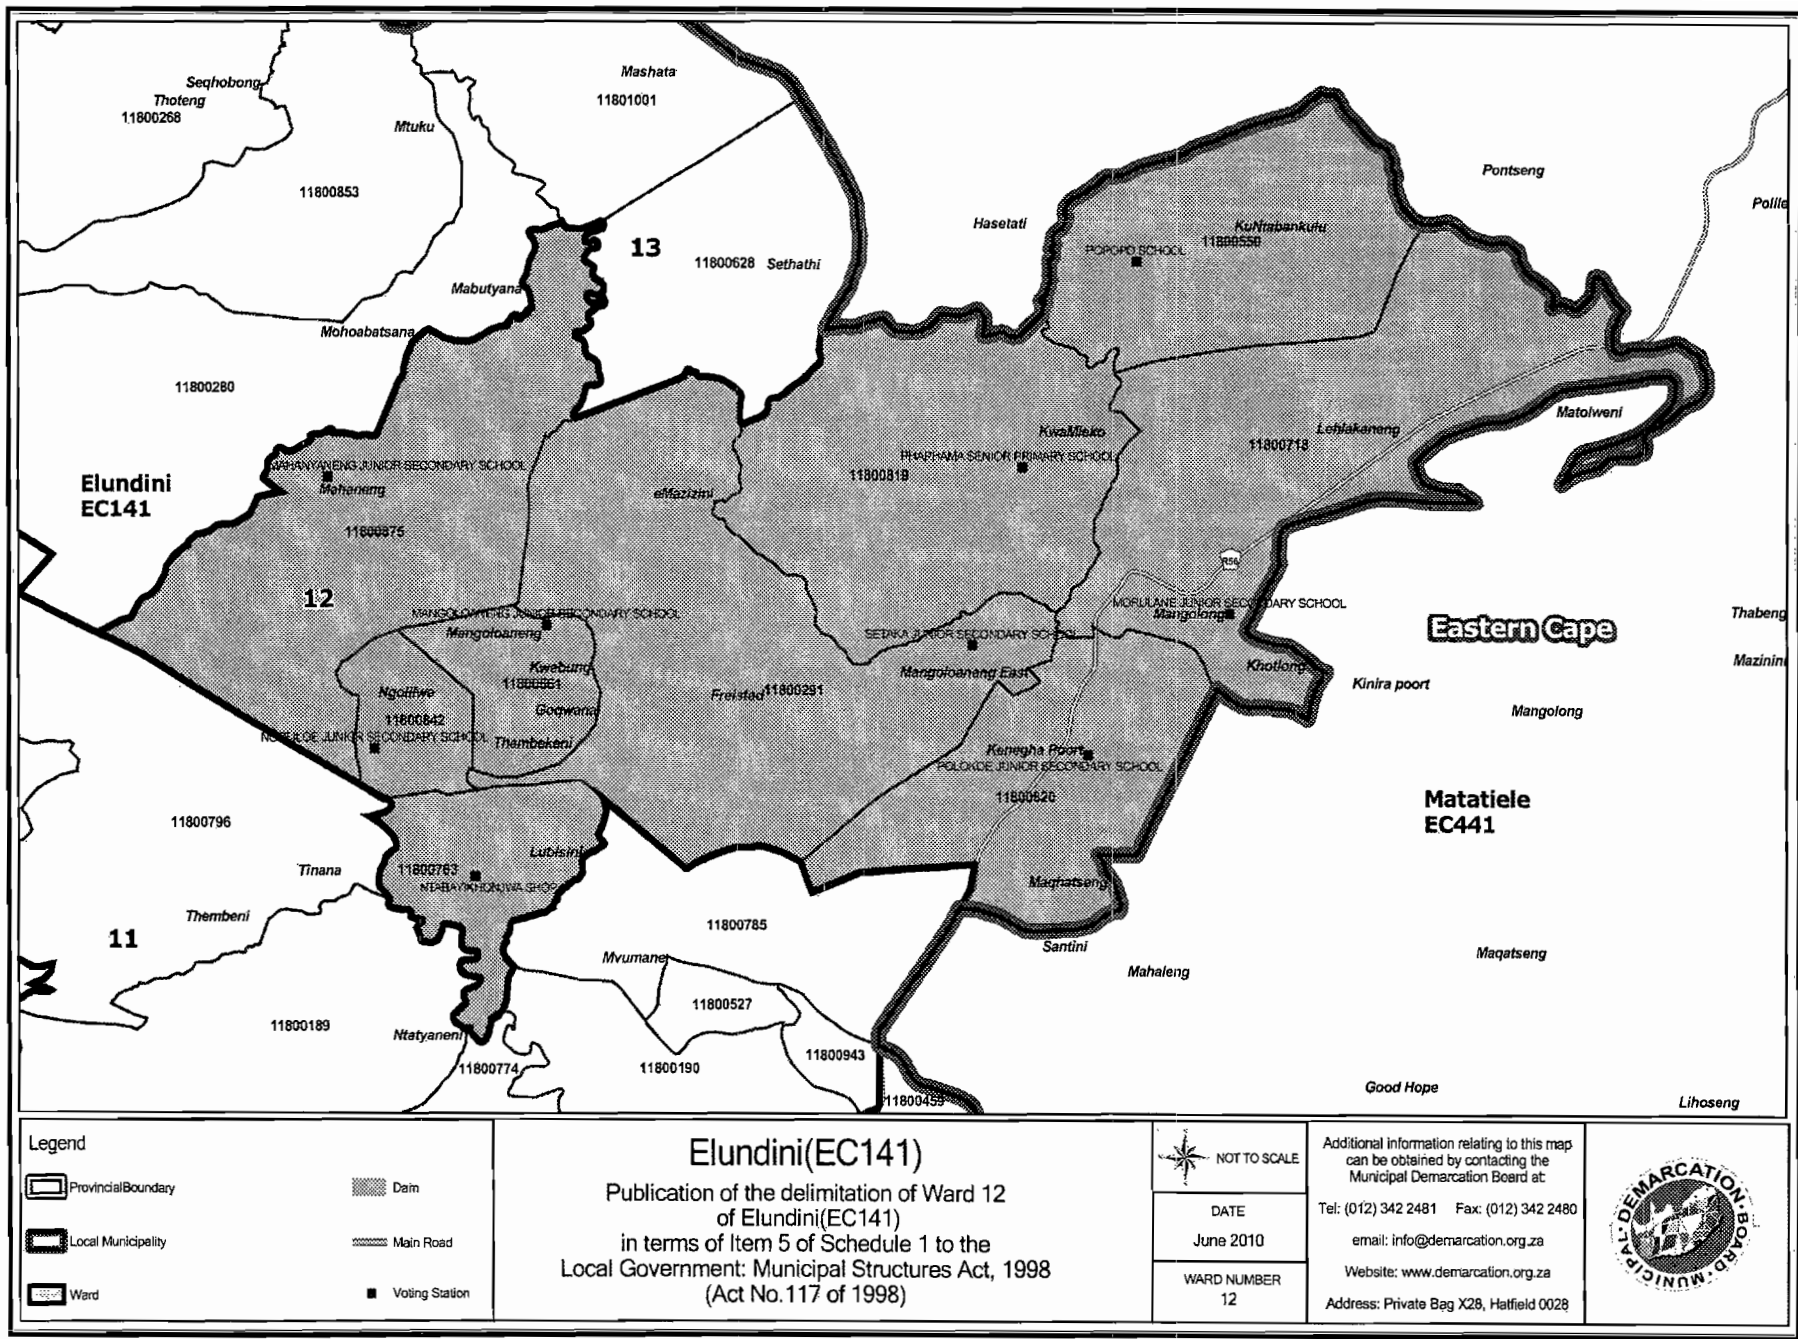 Mashata
11801001
Seqhobong
Thoteng
11800268
Mtuku
11800853
Pontseng
Polile
Hasetati
KuNtabankulu
11800550
POPOPO SCHOOL
13
11800628 Sethathi
Mabutyana
Mohoabatsana
11800280
Matolweni
Lehlakaneng
11800718
KwaMleko
PHAPHAMA SENIOR PRIMARY SCHOOL
11800819
MAHANYANENG JUNIOR SECONDARY SCHOOL
Mahaneng
eMazizini
Elundini
EC141
11800875
R56
12
MANGOLOANENG JUNIOR SECONDARY SCHOOL
Mangoloaneng
MORULANE JUNIOR SECONDARY SCHOOL
Mangolong
Eastern Cape
Thabeng
SETAKA JUNIOR SECONDARY SCHOOL
Mangoloaneng East
Kwebung
11800661
Khotlong
Kinira poort
Mazinini
Ngolifwe
Freistad 11800291
Goqwana
Mangolong
11800842
JUNIOR SECONDARY SCHOOL
Thambekeni
Kenegha Poort
POLOKOE JUNIOR SECONDARY SCHOOL
11800620
Matatiele
EC441
11800796
Lubisini
Tinana
11800763
NTABAYIKHONJWA SHOP
Maqhatseng
Thembeni
11
11800785
Santini
Maqatseng
Mvumane
Mahaleng
11800527
11800189
Ntatyaneni
11800774
11800190
11800943
11800459
Good Hope
Lihoseng
Legend
ProvincialBoundary
Dam
Local Municipality
Main Road
Ward
Voting Station
Elundini(EC141)
Publication of the delimitation of Ward 12
of Elundini(EC141)
in terms of Item 5 of Schedule 1 to the
Local Government: Municipal Structures Act, 1998
(Act No.117 of 1998)
NOT TO SCALE
DATE
June 2010
WARD NUMBER
12
Additional information relating to this map
can be obtained by contacting the
Municipal Demarcation Board at:
Tel: (012) 342 2481 Fax: (012) 342 2480
email: info@demarcation.org.za
Website: www.demarcation.org.za
Address: Private Bag X28, Hatfield 0028
MUNICIPAL DEMARCATION BOARD